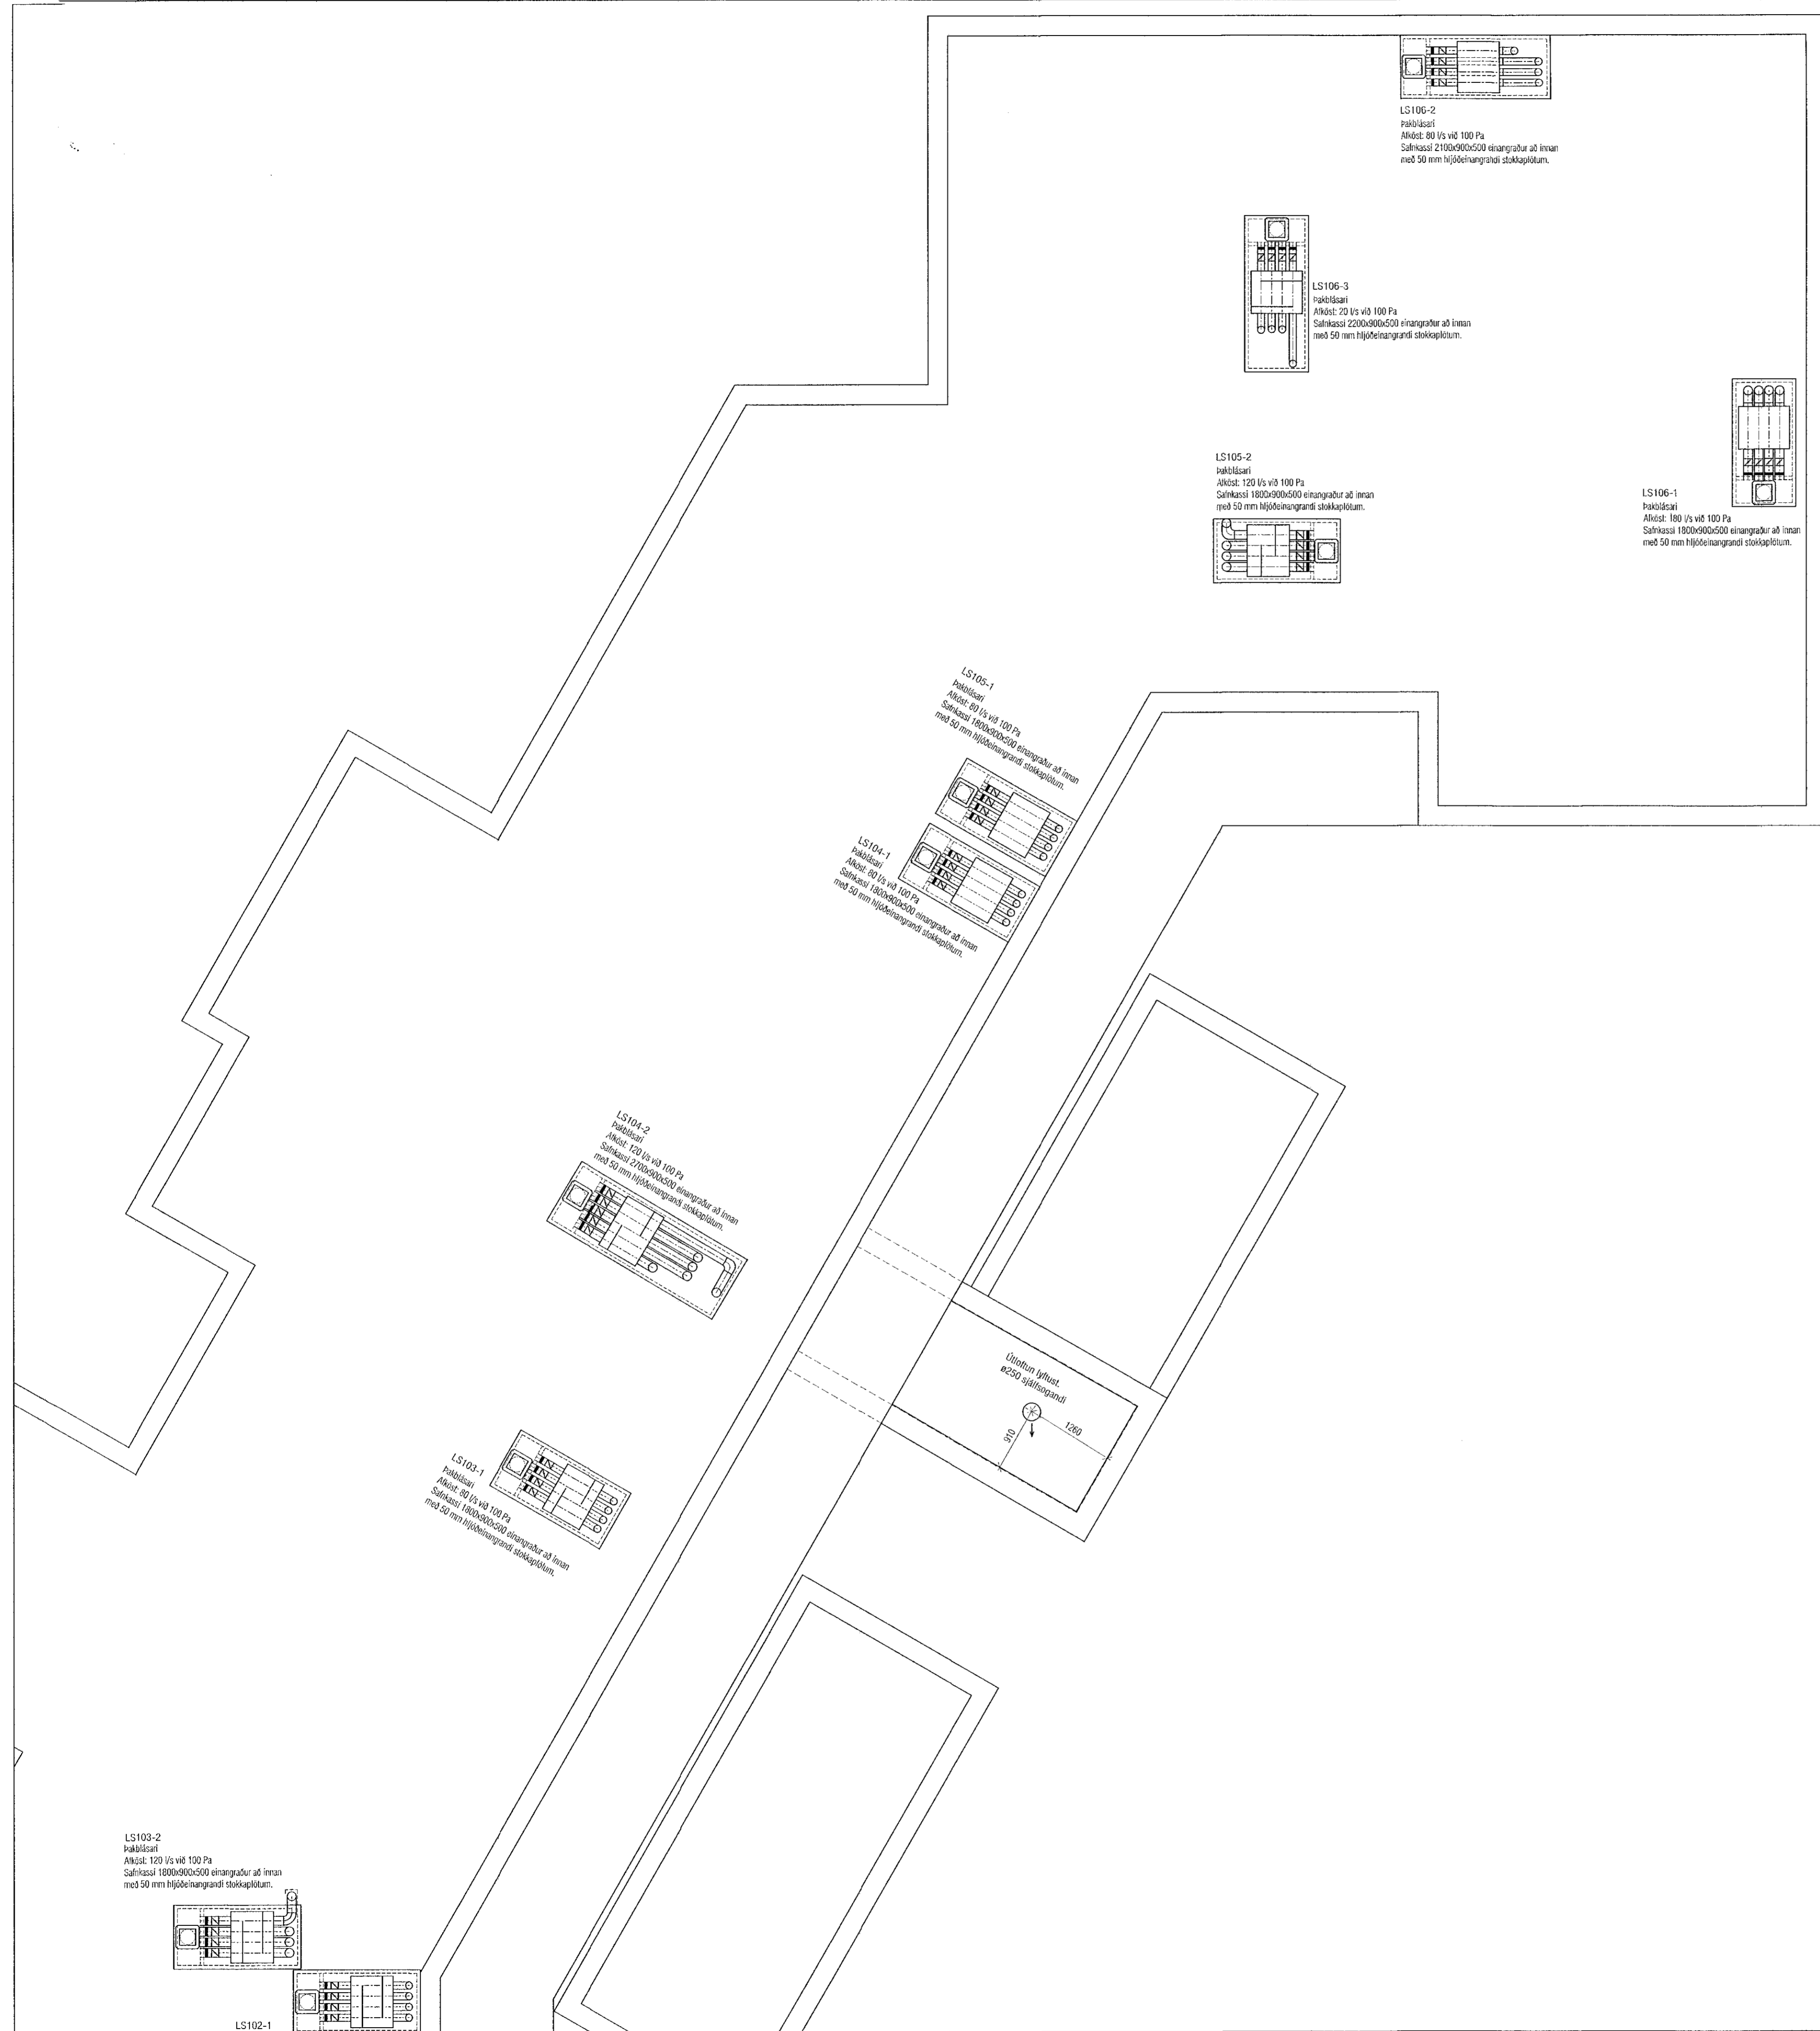 LS106-2
Þakblásari
Afköst: 80 l/s við 100 Pa
Safnkassi 2100x900x500 einangraður að innan
með 50 mm hljóðeinangrandi stokkaplötum.
LS106-3
Þakblásari
Afköst: 20 l/s við 100 Pa
Safnkassi 2200x900x500 einangraður að innan
með 50 mm hljóðeinangrandi stokkaplötum.
LS105-2
Þakblásari
Afköst: 120 l/s við 100 Pa
Safnkassi 1800x900x500 einangraður að innan
með 50 mm hljóðeinangrandi stokkaplötum.
LS106-1
Þakblásari
Afköst: 180 l/s við 100 Pa
Safnkassi 1800x900x500 einangraður að innan
með 50 mm hljóðeinangrandi stokkaplötum.
LS105-1
Þakblásari
Afköst: 80 l/s við 100 Pa
Safnkassi 1800x900x500 einangraður að innan
með 50 mm hljóðeinangrandi stokkaplötum.
LS104-1
Þakblásari
Afköst: 80 l/s við 100 Pa
Safnkassi 1800x900x500 einangraður að innan
með 50 mm hljóðeinangrandi stokkaplötum.
LS104-2
Þakblásari
Afköst: 120 l/s við 100 Pa
Safnkassi 2700x900x500 einangraður að innan
með 50 mm hljóðeinangrandi stokkaplötum.
Útloftun lyftust.
ø250 sjálfsogandi
1260
910
LS103-1
Þakblásari
Afköst: 80 l/s við 100 Pa
Safnkassi 1800x900x500 einangraður að innan
með 50 mm hljóðeinangrandi stokkaplötum.
LS103-2
Þakblásari
Afköst: 120 l/s við 100 Pa
Safnkassi 1800x900x500 einangraður að innan
með 50 mm hljóðeinangrandi stokkaplötum.
LS102-1